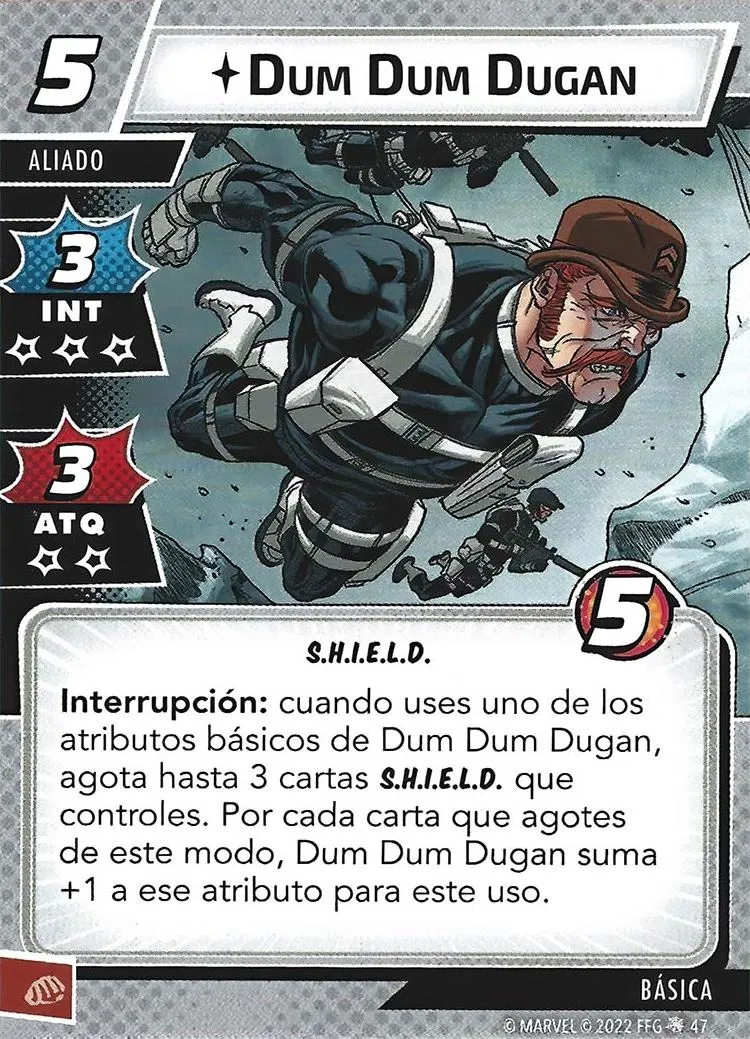 5
DUM DUM DUGAN
ALIADO
3
INT
3
ATQ
5
S.H.I.E.L.D.
Interrupción: cuando uses uno de los
atributos básicos de Dum Dum Dugan,
agota hasta 3 cartas S.H.I.E.L.D. que
controles. Por cada carta que agotes
de este modo, Dum Dum Dugan suma
+1 a ese atributo para este uso.
BÁSICA
© MARVEL © 2022 FFG 47